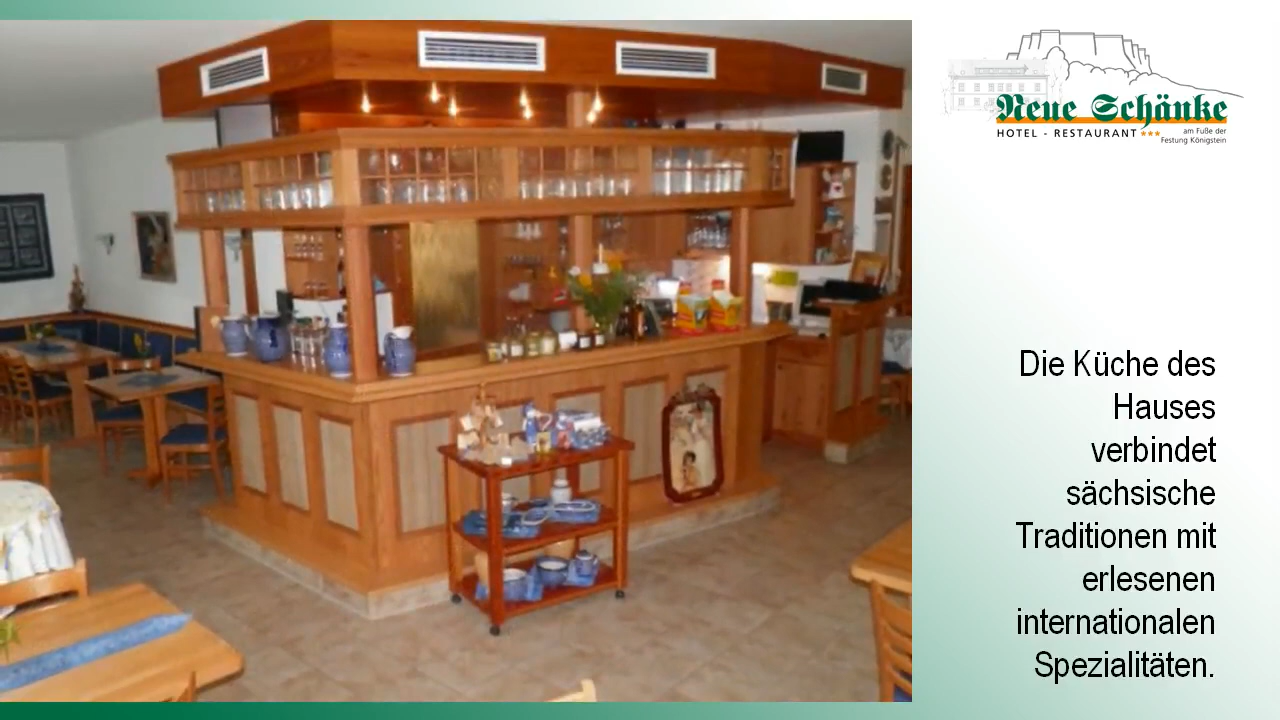 Neue Schänke
HOTEL - RESTAURANT ***
am Fuße der
Festung Königstein
Die Küche des
Hauses
verbindet
sächsische
Traditionen mit
erlesenen
internationalen
Spezialitäten.